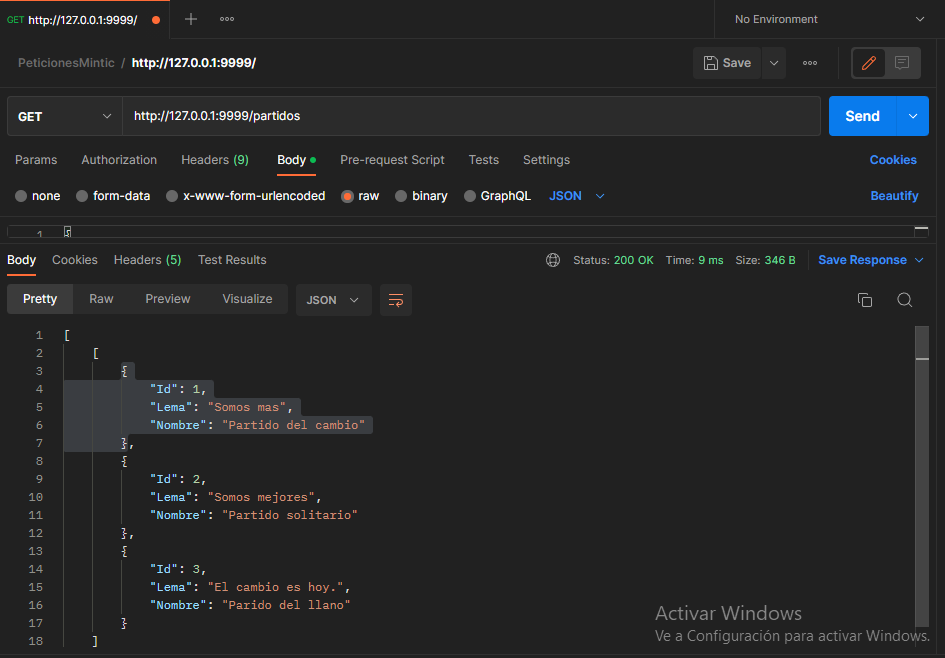 GET http://127.0.0.1:9999/
No Environment
PeticionesMintic / http://127.0.0.1:9999/
Save
GET http://127.0.0.1:9999/partidos
Send
Params Authorization Headers (9) Body Pre-request Script Tests Settings Cookies
none form-data x-www-form-urlencoded raw binary GraphQL JSON Beautify
1 {
Body Cookies Headers (5) Test Results Status: 200 OK Time: 9 ms Size: 346 B Save Response
Pretty Raw Preview Visualize JSON
1 [
2 [
3 {
4 "Id": 1,
5 "Lema": "Somos mas",
6 "Nombre": "Partido del cambio"
7 },
8 {
9 "Id": 2,
10 "Lema": "Somos mejores",
11 "Nombre": "Partido solitario"
12 },
13 {
14 "Id": 3,
15 "Lema": "El cambio es hoy.",
16 "Nombre": "Parido del llano"
17 }
18 ]
Activar Windows
Ve a Configuración para activar Windows.